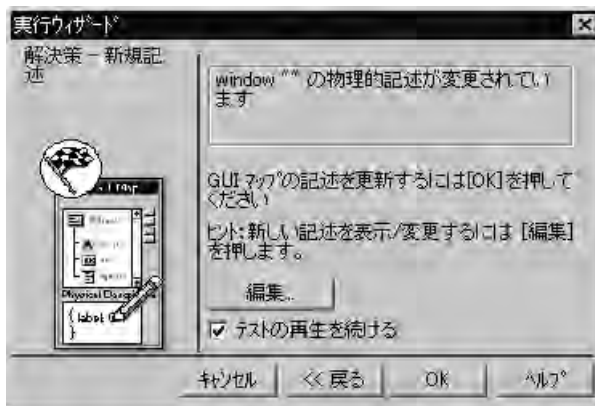 実行ウィザード
解決策 - 新規記
述
window "" の物理的記述が変更されてい
ます
GUI マップの記述を更新するには[OK]を押して
ください
ヒント:新しい記述を表示/変更するには [編集]
を押します。
編集...
テストの再生を続ける
Physical Desc
{ label:
}
キャンセル
<< 戻る
OK
ヘルプ